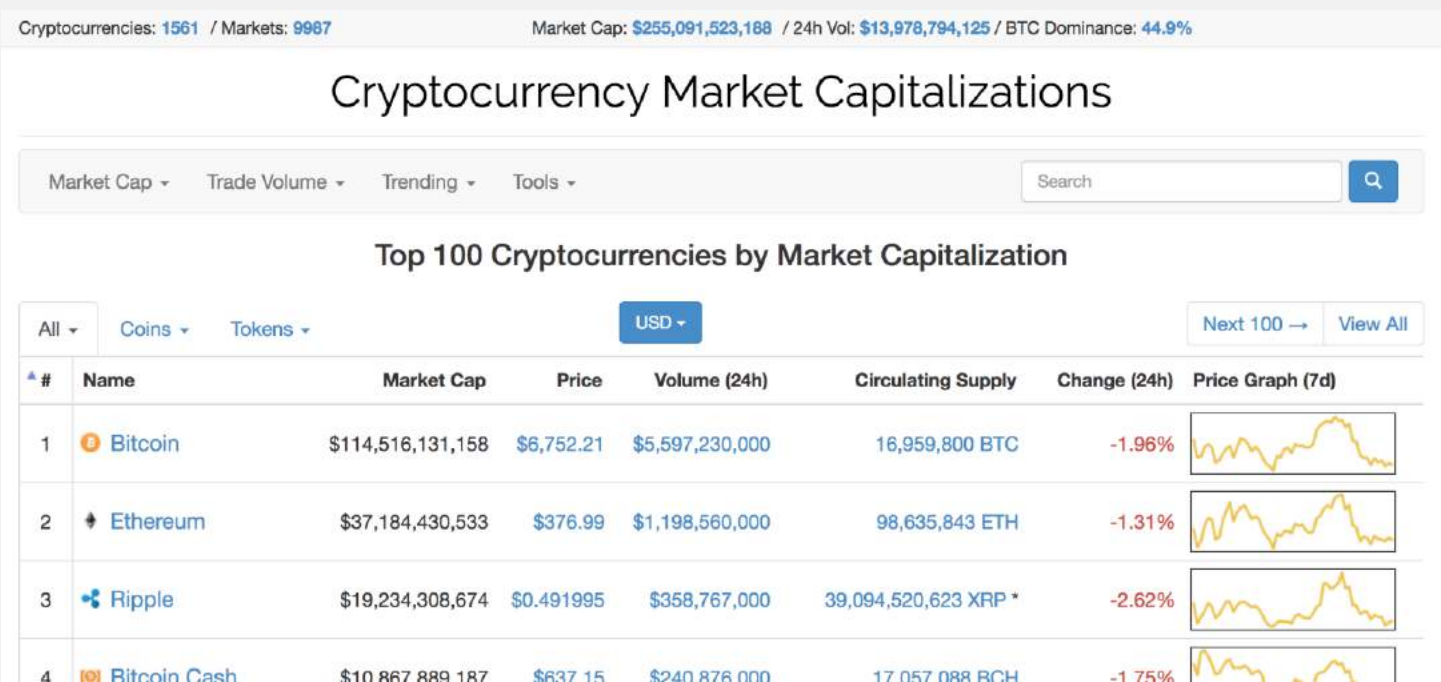 Cryptocurrencies: 1561 / Markets: 9987 Market Cap: $255,091,523,188 / 24h Vol: $13,978,794,125 / BTC Dominance: 44.9%
Cryptocurrency Market Capitalizations
Market Cap Trade Volume Trending Tools Search
Top 100 Cryptocurrencies by Market Capitalization
All Coins Tokens USD Next 100 → View All
# Name Market Cap Price Volume (24h) Circulating Supply Change (24h) Price Graph (7d)
1 Bitcoin $114,516,131,158 $6,752.21 $5,597,230,000 16,959,800 BTC -1.96%
2 Ethereum $37,184,430,533 $376.99 $1,198,560,000 98,635,843 ETH -1.31%
3 Ripple $19,234,308,674 $0.491995 $358,767,000 39,094,520,623 XRP * -2.62%
4 Bitcoin Cash $10,867,889,187 $637.15 $240,876,000 17,057,088 BCH -1.75%